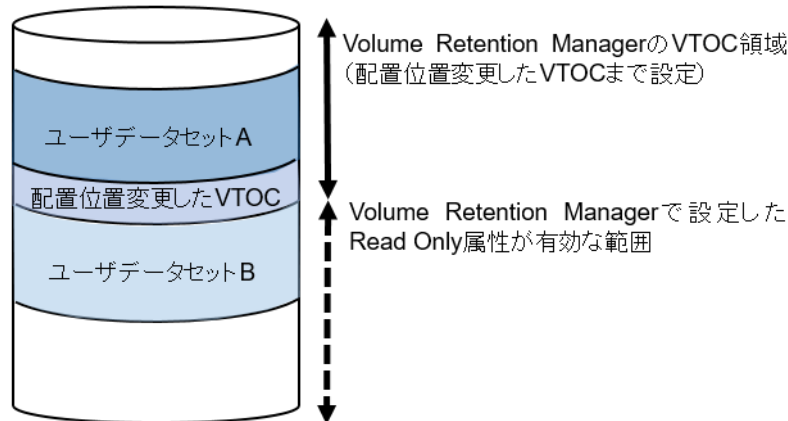 Volume Retention ManagerのVTOC領域
（配置位置変更したVTOCまで設定）
ユーザデータセットA
配置位置変更したVTOC
Volume Retention Managerで設定した
Read Only属性が有効な範囲
ユーザデータセットB